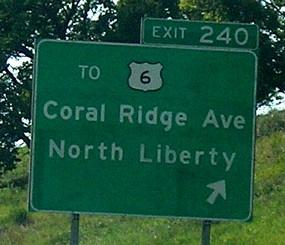 EXIT 240
TO 6
Coral Ridge Ave
North Liberty